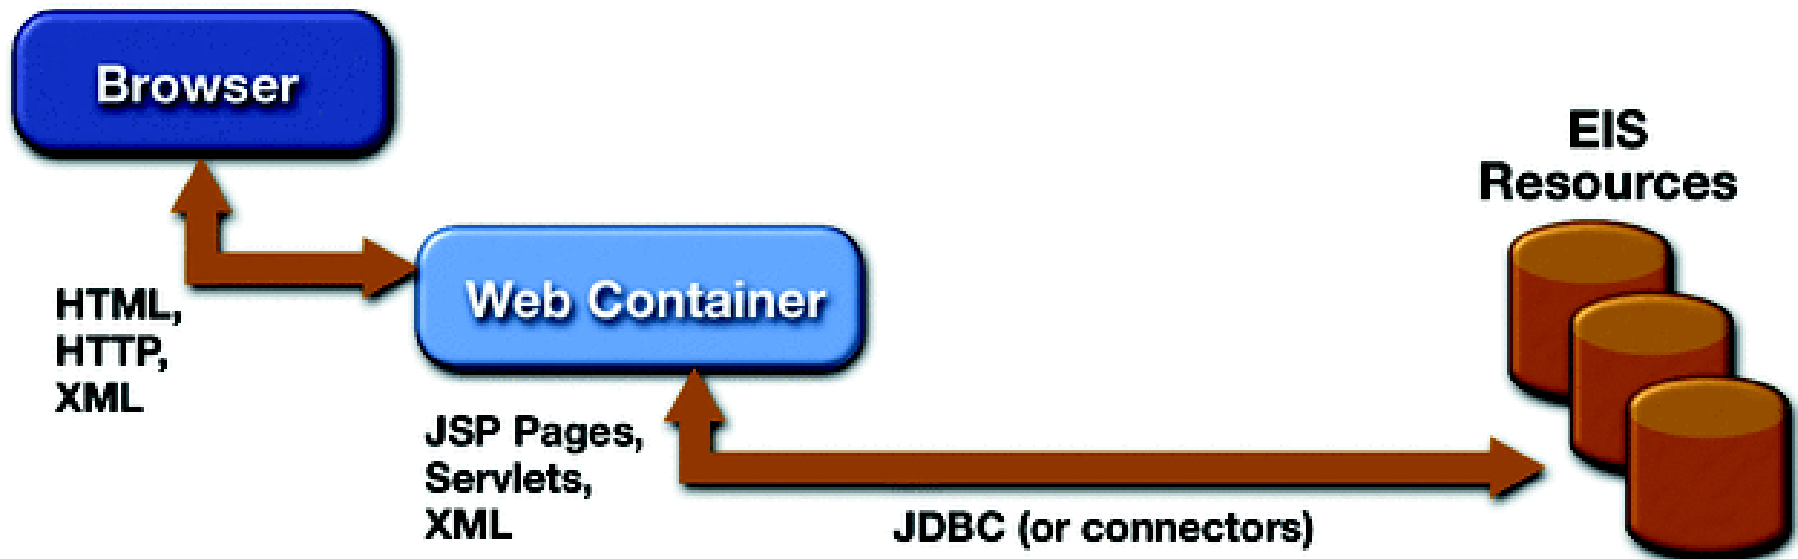 Browser
EIS
Resources
HTML,
HTTP,
XML
Web Container
JSP Pages,
Servlets,
XML
JDBC (or connectors)